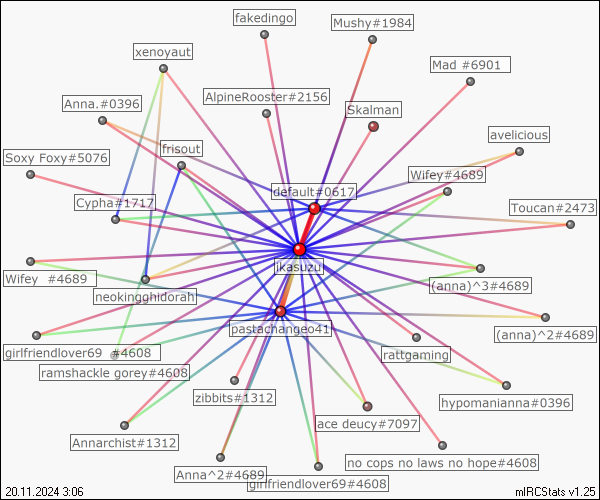 fakedingo
Mushy#1984
xenoyaut
Mad #6901
AlpineRooster#2156
Anna.#0396
Skalman
avelicious
frisout
Soxy Foxy#5076
Wifey#4689
default#0617
Cypha#1717
Toucan#2473
jikasuzu
Wifey #4689
(anna)^3#4689
neokingghidorah
pastachangeo41
(anna)^2#4689
girlfriendlover69 #4608
rattgaming
ramshackle gorey#4608
zibbits#1312
hypomanianna#0396
ace deucy#7097
Annarchist#1312
no cops no laws no hope#4608
Anna^2#4689
girlfriendlover69#4608
20.11.2024 3:06
mIRCStats v1.25